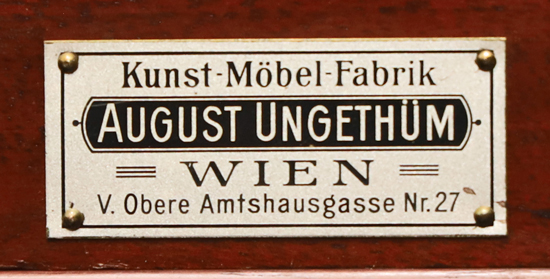 Kunst-Möbel-Fabrik
AUGUST UNGETHÜM
WIEN
V. Obere Amtshausgasse Nr. 27